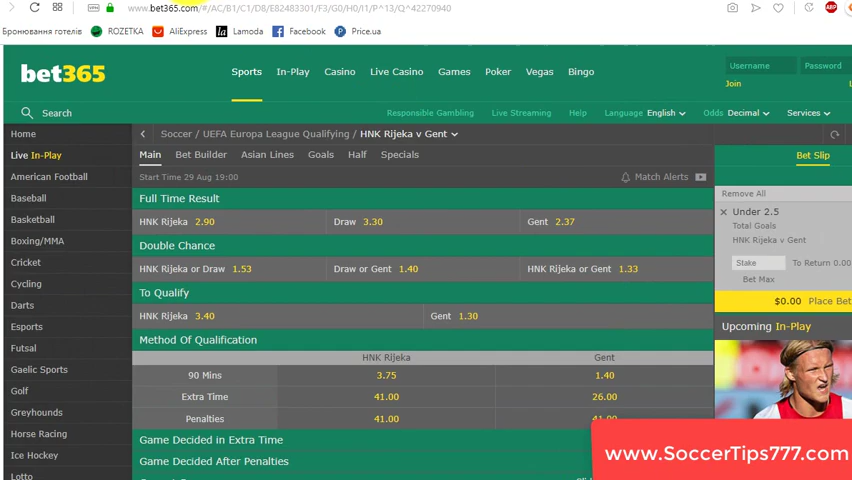 www.bet365.com/#/AC/B1/C1/D8/E82483301/F3/G0/H0/I1/P^13/Q^42270940
ABP
Бронювання готелів ROZETKA AliExpress Lamoda Facebook Price.ua
bet365
Sports In-Play Casino Live Casino Games Poker Vegas Bingo
Username Password
Join
Search
Responsible Gambling Live Streaming Help Language English Odds Decimal Services
Home
Live In-Play
American Football
Baseball
Basketball
Boxing/MMA
Cricket
Cycling
Darts
Esports
Futsal
Gaelic Sports
Golf
Greyhounds
Horse Racing
Ice Hockey
Lotto
Soccer / UEFA Europa League Qualifying / HNK Rijeka v Gent
Main Bet Builder Asian Lines Goals Half Specials
Start Time 29 Aug 19:00 Match Alerts
Full Time Result
HNK Rijeka 2.90 Draw 3.30 Gent 2.37
Double Chance
HNK Rijeka or Draw 1.53 Draw or Gent 1.40 HNK Rijeka or Gent 1.33
To Qualify
HNK Rijeka 3.40 Gent 1.30
Method Of Qualification
HNK Rijeka Gent
90 Mins 3.75 1.40
Extra Time 41.00 26.00
Penalties 41.00 41.00
Game Decided in Extra Time
Game Decided After Penalties
Bet Slip
Remove All
Under 2.5
Total Goals
HNK Rijeka v Gent
Stake To Return 0.00
Bet Max
$0.00 Place Bet
Upcoming In-Play
www.SoccerTips777.com